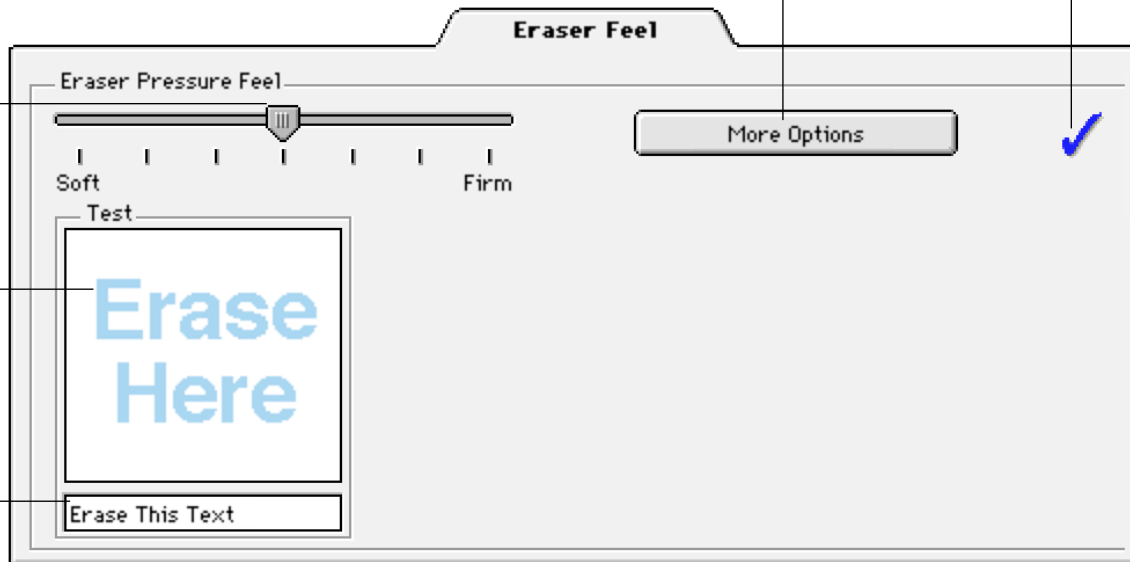 Eraser Feel
Eraser Pressure Feel
More Options
Soft Firm
Test
Erase
Here
Erase This Text